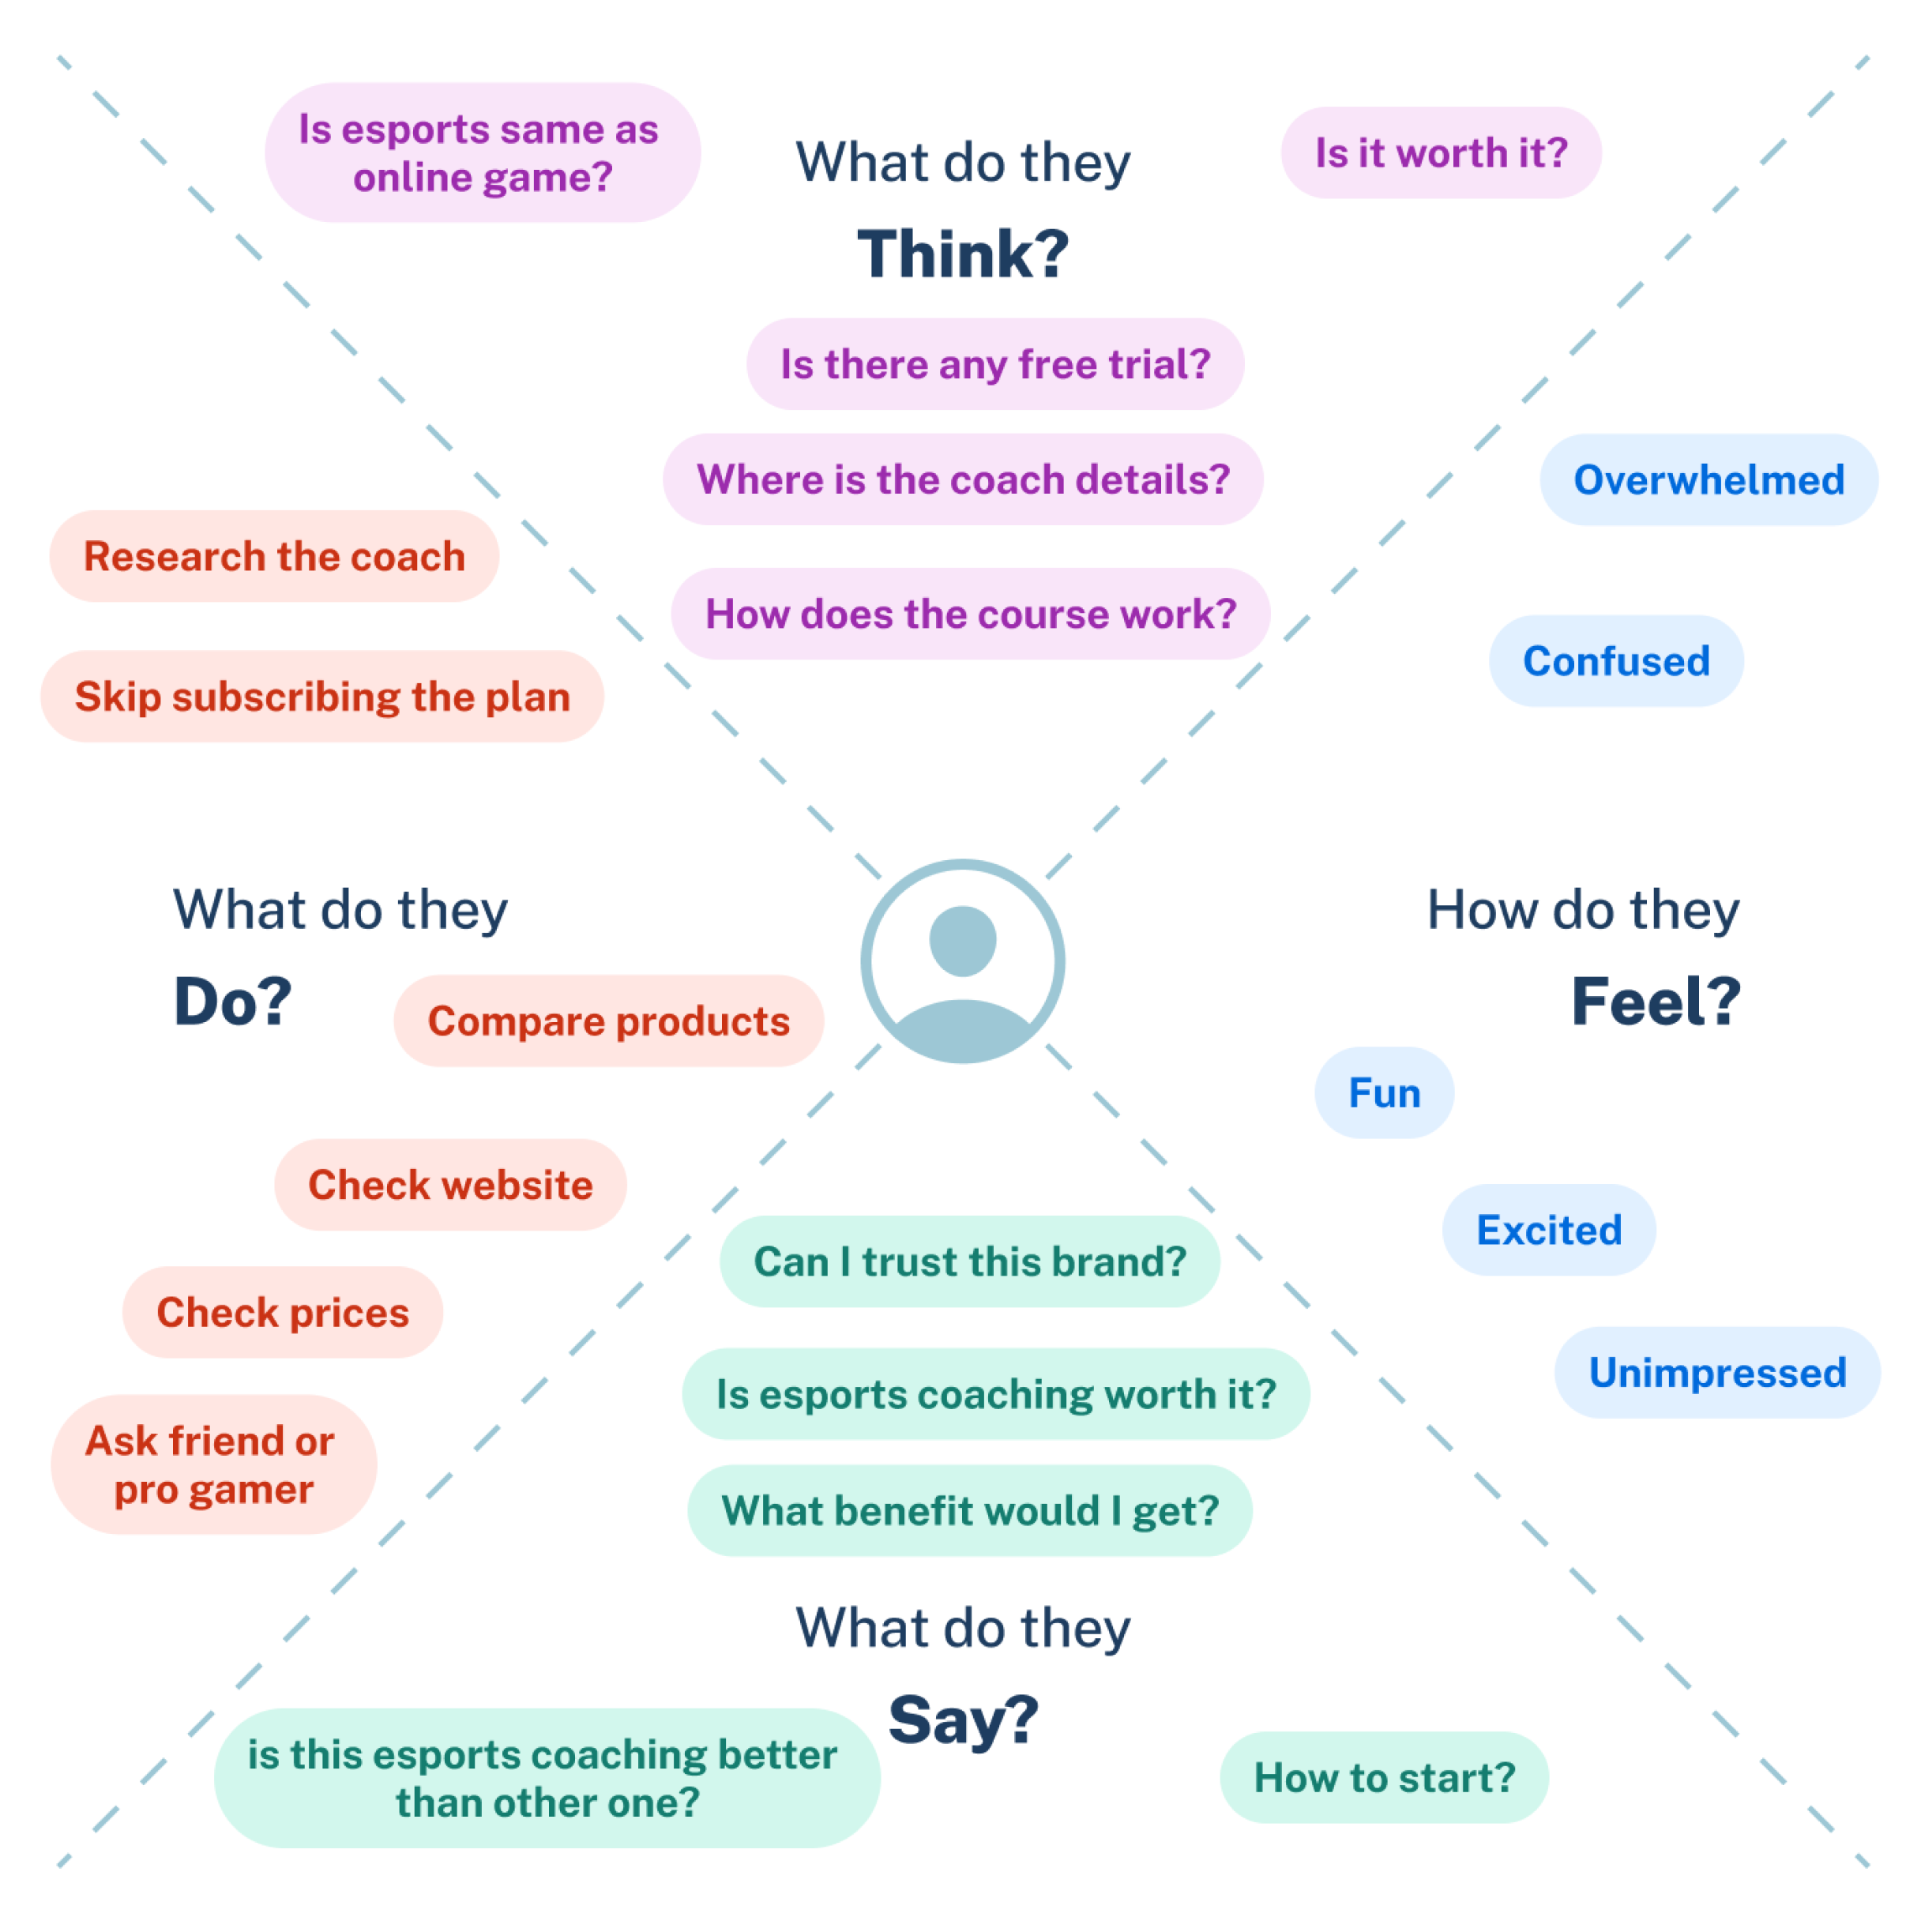 Is esports same as
online game?
What do they
Think?
Is it worth it?
Is there any free trial?
Where is the coach details?
How does the course work?
Research the coach
Skip subscribing the plan
What do they
Do?
Compare products
Check website
Check prices
Ask friend or
pro gamer
Overwhelmed
Confused
How do they
Feel?
Fun
Excited
Unimpressed
Can I trust this brand?
Is esports coaching worth it?
What benefit would I get?
What do they
Say?
is this esports coaching better
than other one?
How to start?